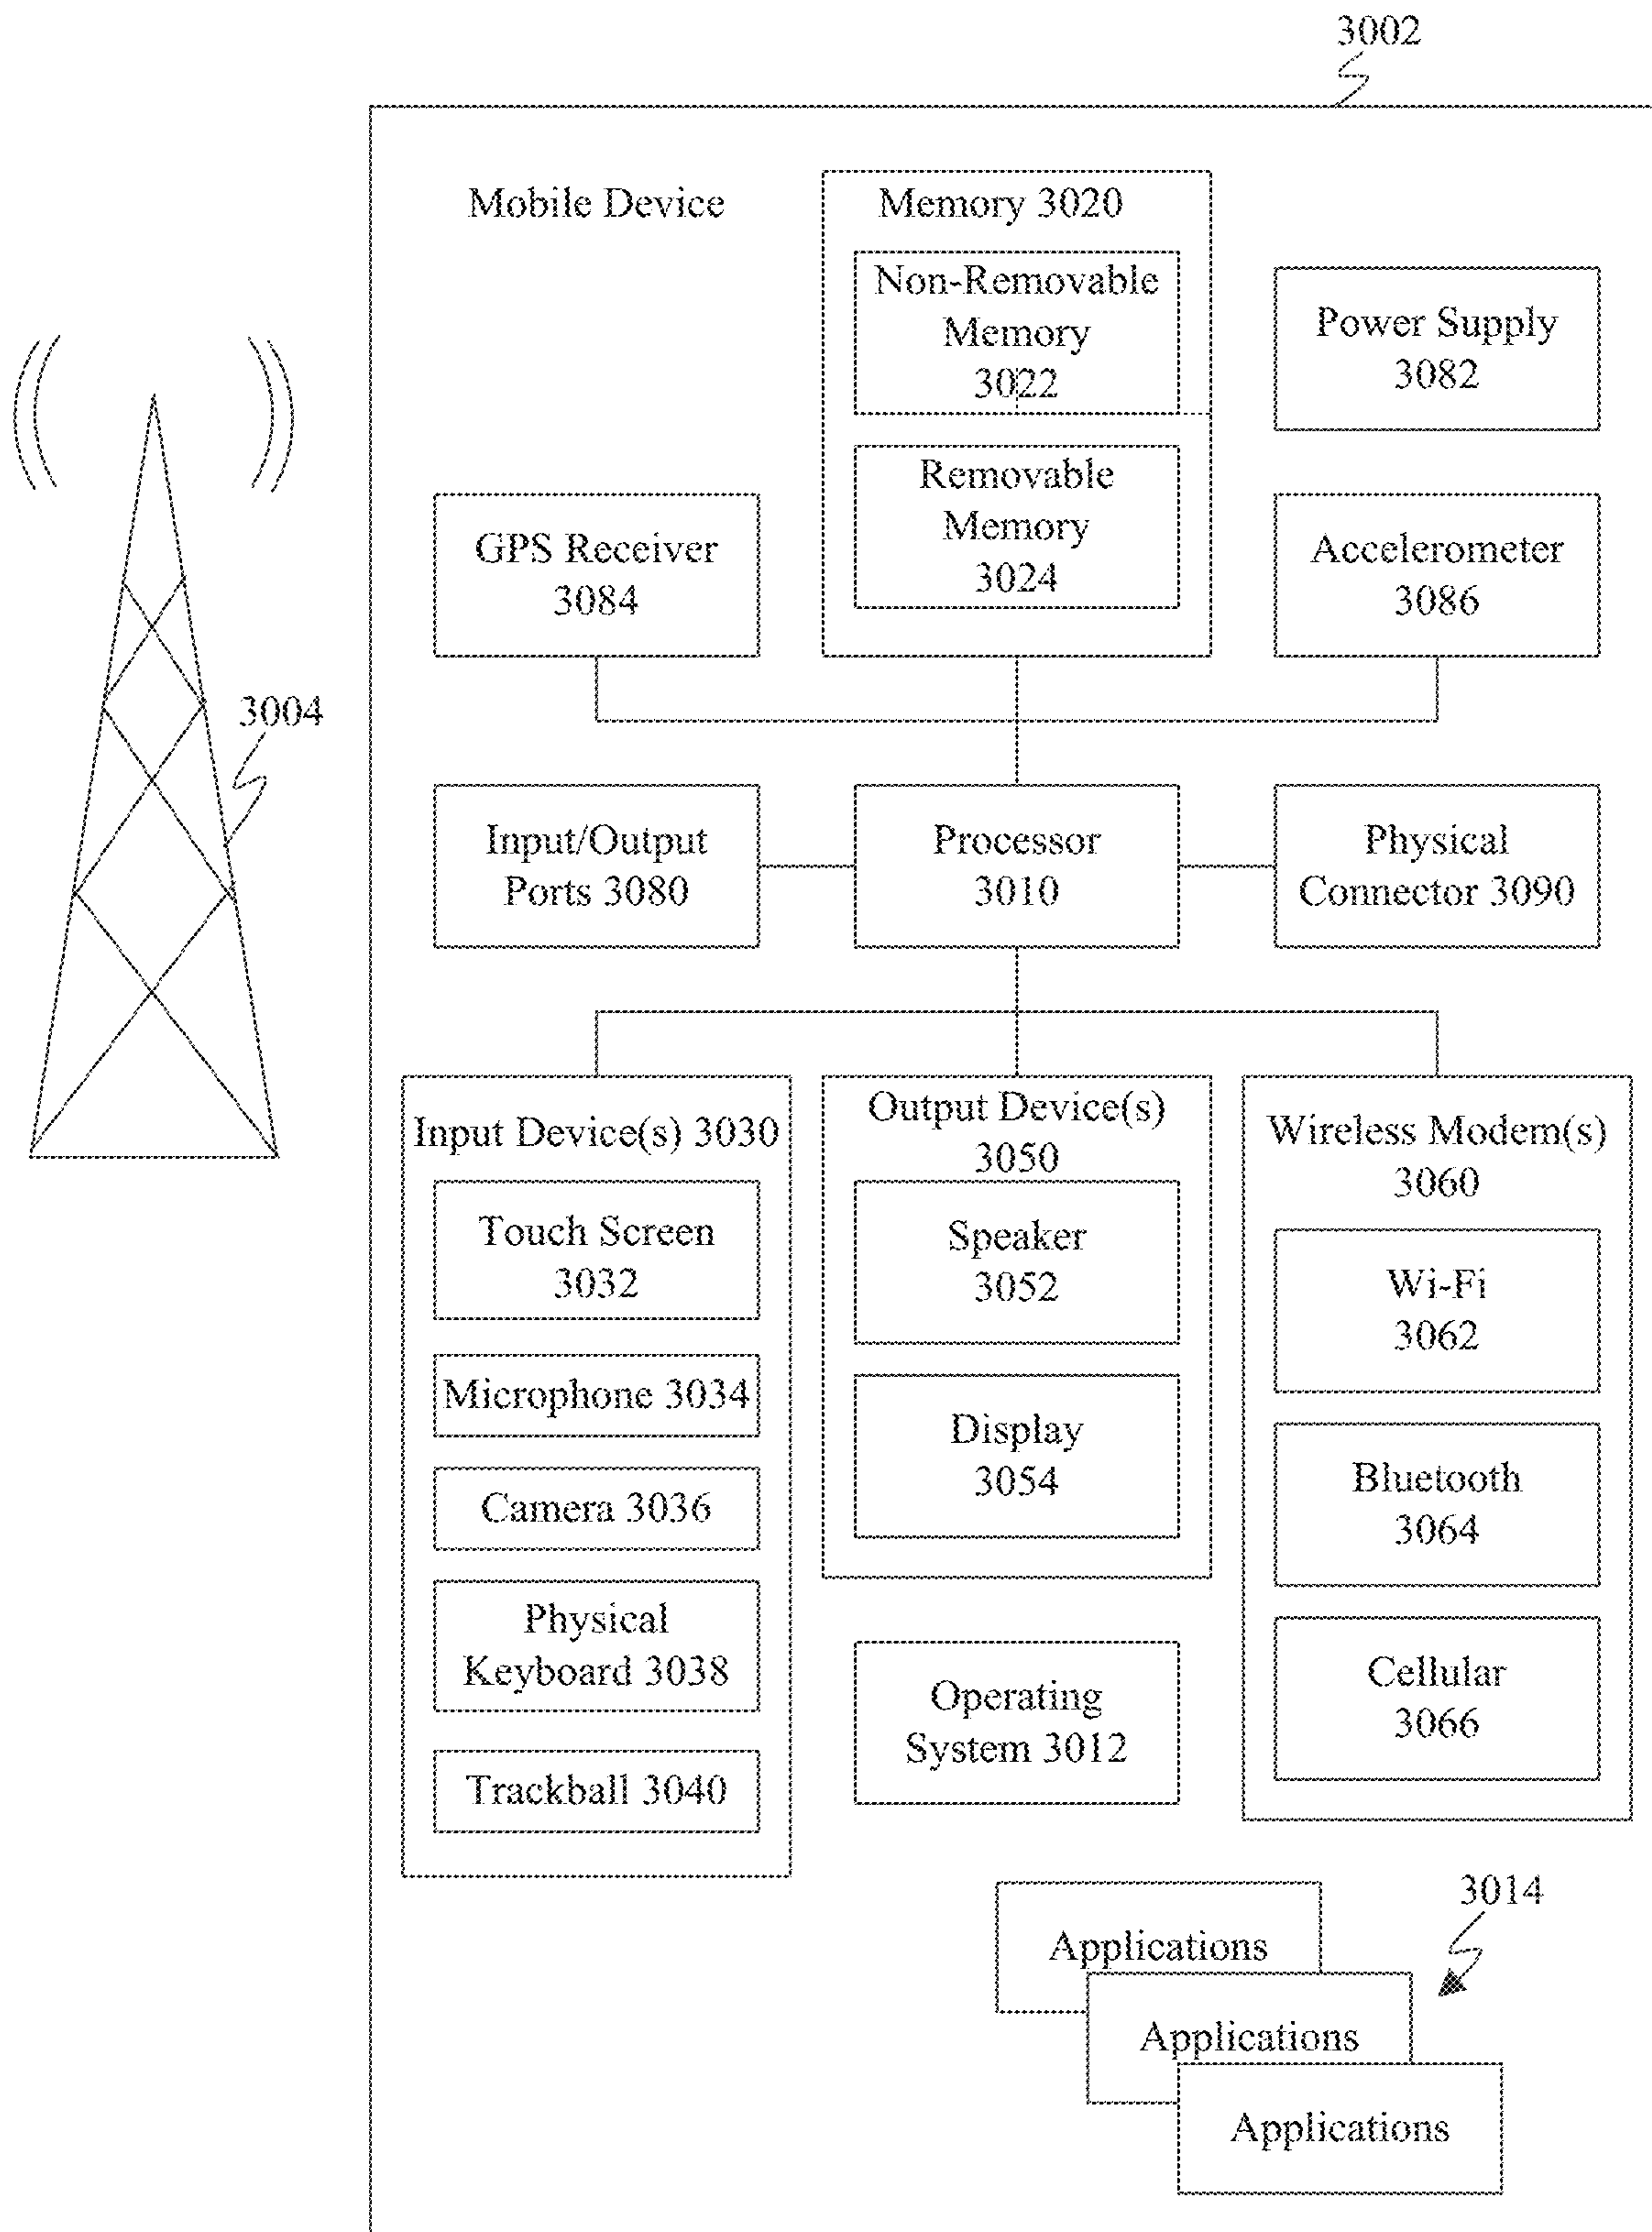 3002
Mobile Device
Memory 3020
Non-Removable
Memory
3022
Power Supply
3082
Removable
Memory
3024
GPS Receiver
3084
Accelerometer
3086
3004
Input/Output
Ports 3080
Processor
3010
Physical
Connector 3090
Input Device(s) 3030
Touch Screen
3032
Microphone 3034
Camera 3036
Physical
Keyboard 3038
Trackball 3040
Output Device(s)
3050
Speaker
3052
Display
3054
Wireless Modem(s)
3060
Wi-Fi
3062
Bluetooth
3064
Cellular
3066
Operating
System 3012
3014
Applications
Applications
Applications